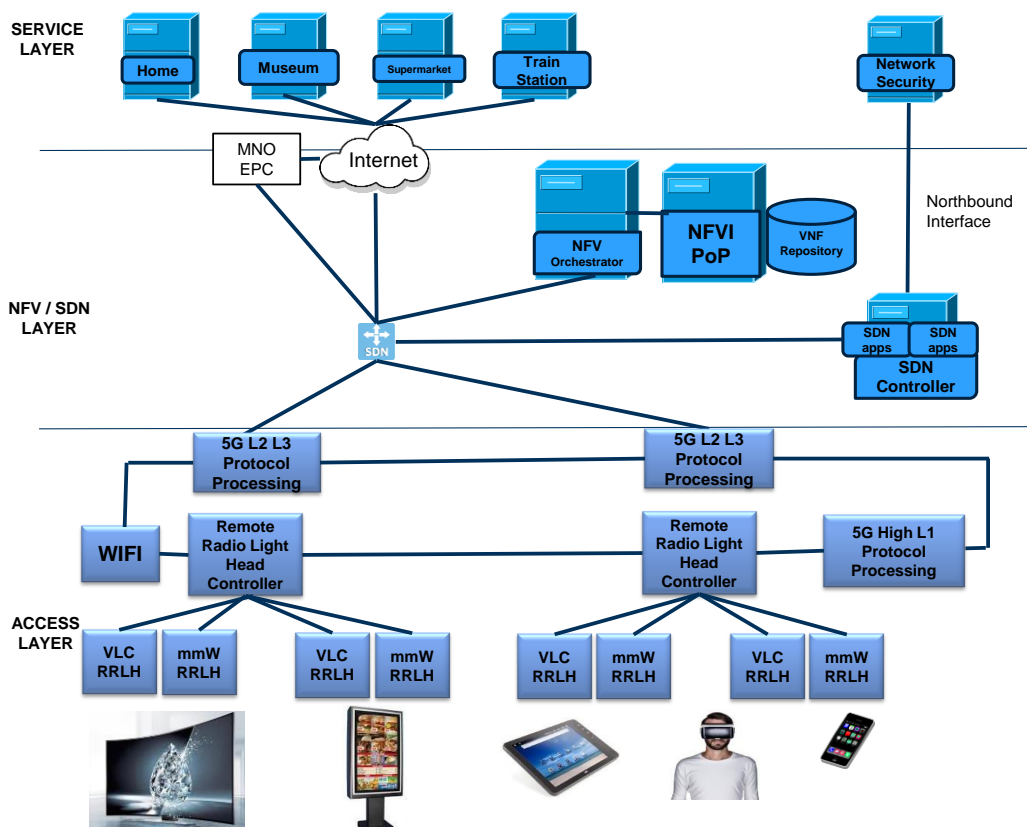 SERVICE
LAYER
Home
Museum
Supermarket
Train
Station
Network
Security
MNO
EPC
Internet
Northbound
Interface
NFV
Orchestrator
NFVI
PoP
VNF
Repository
NFV / SDN
LAYER
SDN
SDN
apps
SDN
apps
SDN
Controller
5G L2 L3
Protocol
Processing
5G L2 L3
Protocol
Processing
WIFI
Remote
Radio Light
Head
Controller
Remote
Radio Light
Head
Controller
5G High L1
Protocol
Processing
ACCESS
LAYER
VLC
RRLH
mmW
RRLH
VLC
RRLH
mmW
RRLH
VLC
RRLH
mmW
RRLH
VLC
RRLH
mmW
RRLH